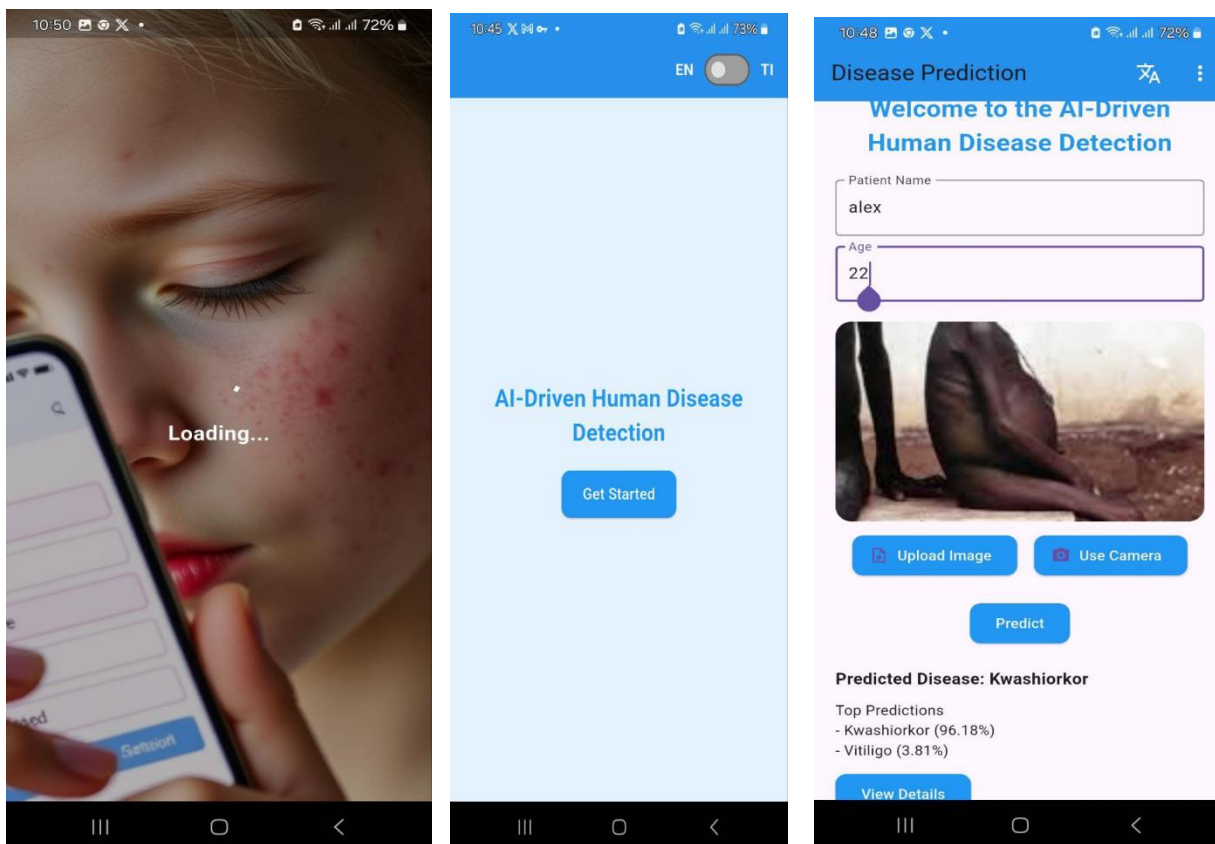 10:50
72%
Loading...
Session
10:45
73%
EN TI
AI-Driven Human Disease
Detection
Get Started
10:48
72%
Disease Prediction
Welcome to the AI-Driven
Human Disease Detection
Patient Name
alex
Age
22
Upload Image
Use Camera
Predict
Predicted Disease: Kwashiorkor
Top Predictions
- Kwashiorkor (96.18%)
- Vitiligo (3.81%)
View Details